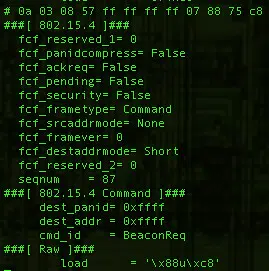 # 0a 03 08 57 ff ff ff ff 07 88 75 c8
###[ 802.15.4 ]###
fcf_reserved_1= 0
fcf_panidcompress= False
fcf_ackreq= False
fcf_pending= False
fcf_security= False
fcf_frametype= Command
fcf_srcaddrmode= None
fcf_framever= 0
fcf_destaddrmode= Short
fcf_reserved_2= 0
seqnum    = 87
###[ 802.15.4 Command ]###
dest_panid= 0xffff
dest_addr = 0xffff
cmd_id    = BeaconReq
###[ Raw ]###
load      = '\x88u\xc8'